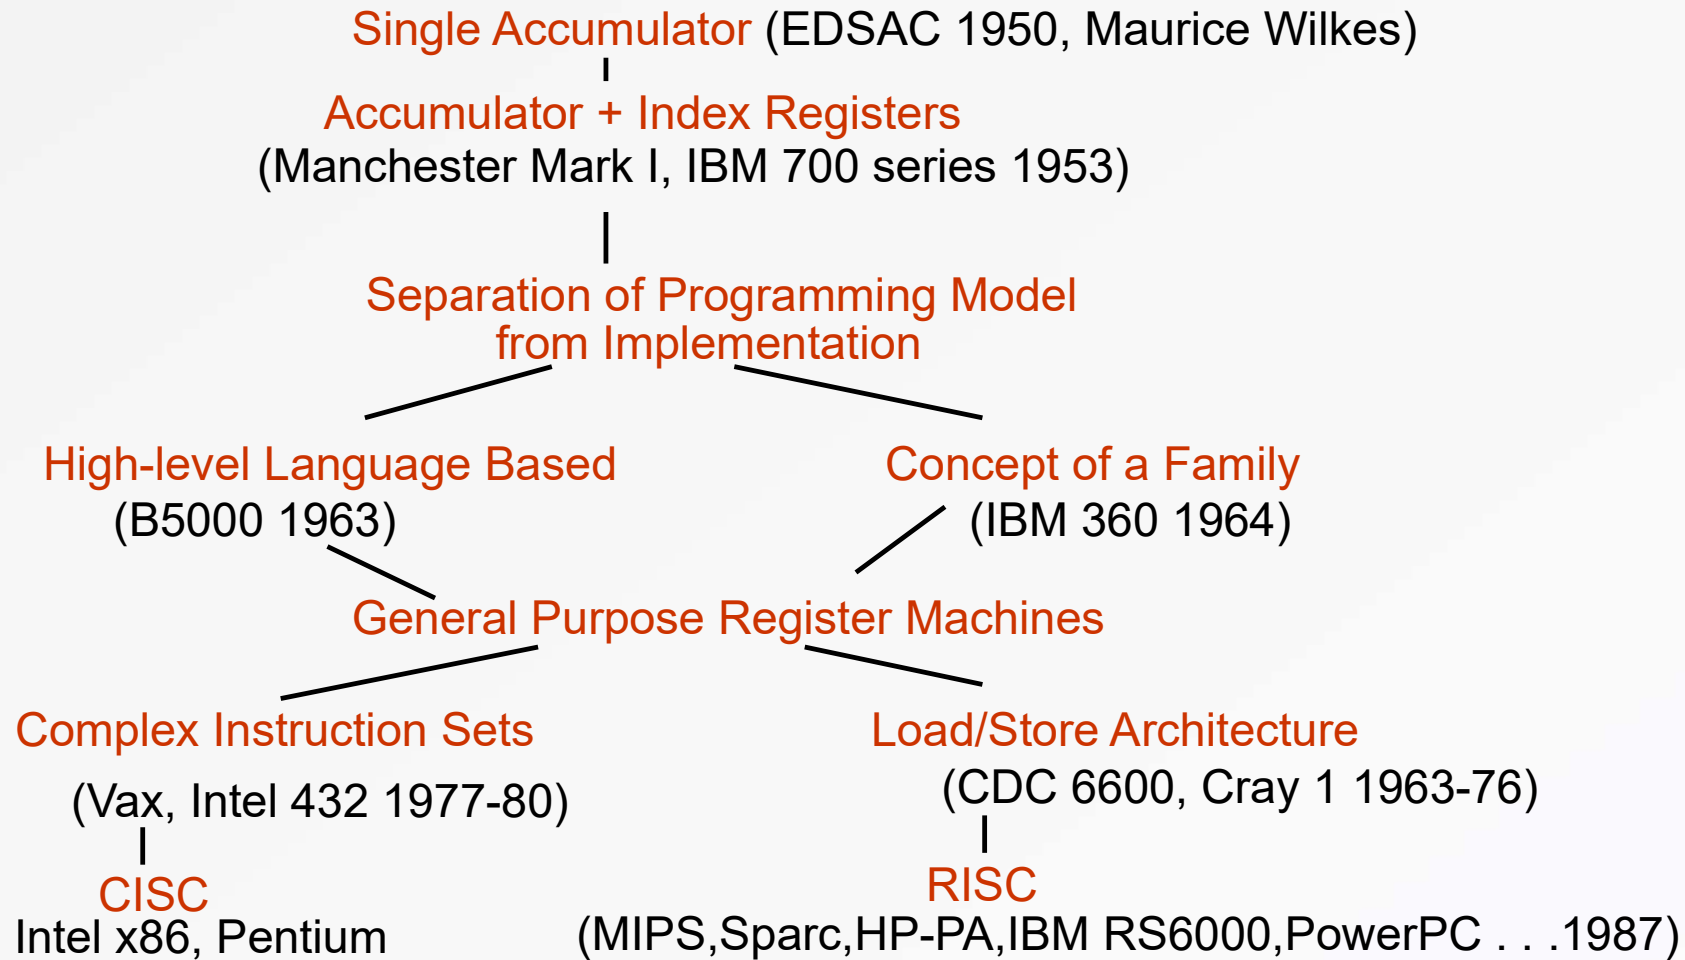 Single Accumulator (EDSAC 1950, Maurice Wilkes)
Accumulator + Index Registers
(Manchester Mark I, IBM 700 series 1953)
Separation of Programming Model
from Implementation
High-level Language Based
(B5000 1963)
Concept of a Family
(IBM 360 1964)
General Purpose Register Machines
Complex Instruction Sets
(Vax, Intel 432 1977-80)
Load/Store Architecture
(CDC 6600, Cray 1 1963-76)
CISC
Intel x86, Pentium
RISC
(MIPS,Sparc,HP-PA,IBM RS6000,PowerPC . . .1987)